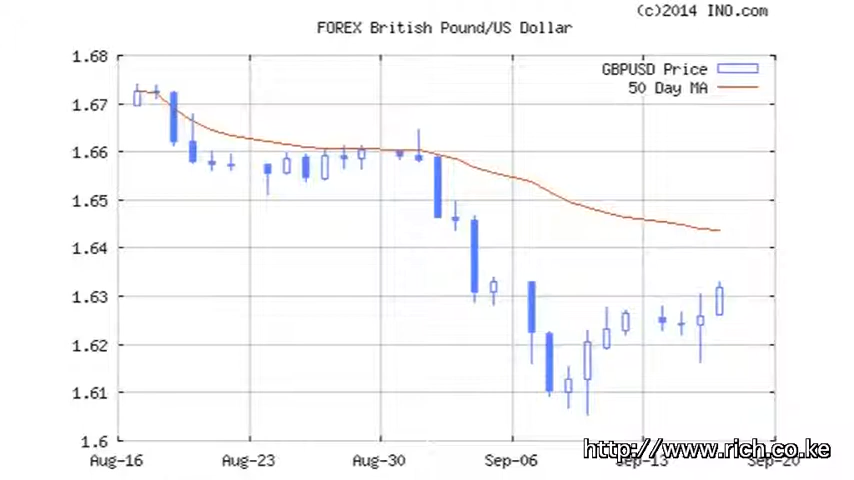 (c)2014 INO.com
FOREX British Pound/US Dollar
1.68
GBPUSD Price
50 Day MA
1.67
1.66
1.65
1.64
1.63
1.62
1.61
1.6
http://www.rich.co.ke
Aug-16 Aug-23 Aug-30 Sep-06 Sep-13 Sep-20